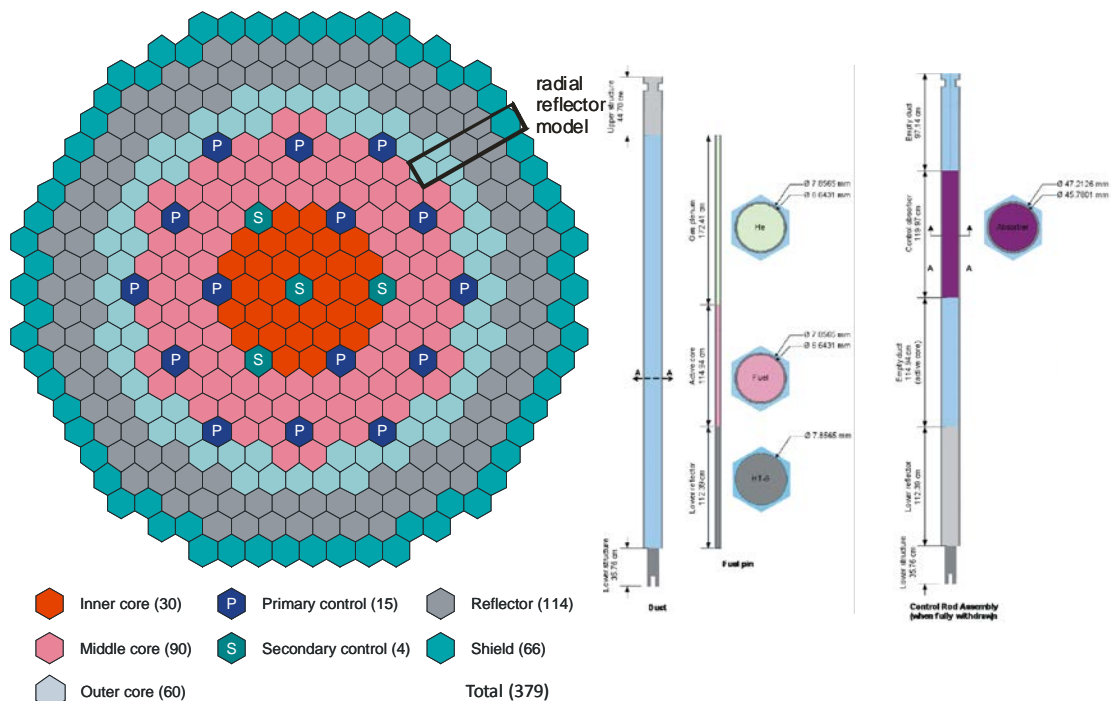 radial
reflector
model
P P P
P S P P
P P S S P
P S P P
P P P
Inner core (30)
P Primary control (15)
Reflector (114)
Middle core (90)
S Secondary control (4)
Shield (66)
Outer core (60)
Total (379)
Upper structure
44.70 cm
A A
Lower structure
35.76 cm
Duct
Gas plenum
172.41 cm
Active core
114.94 cm
Lower reflector
112.39 cm
Ø 7.8565 mm
Ø 6.6431 mm
He
Ø 7.8565 mm
Ø 6.6431 mm
Fuel
Ø 7.8565 mm
Fuel pin
Empty duct
97.14 cm
Control absorber
119.97 cm
A A
Empty duct
114.94 cm
(active core)
Lower reflector
112.39 cm
Lower structure
35.76 cm
Ø 47.2126 mm
Ø 45.7801 mm
Absorber
Control Rod Assembly
(when fully withdrawn